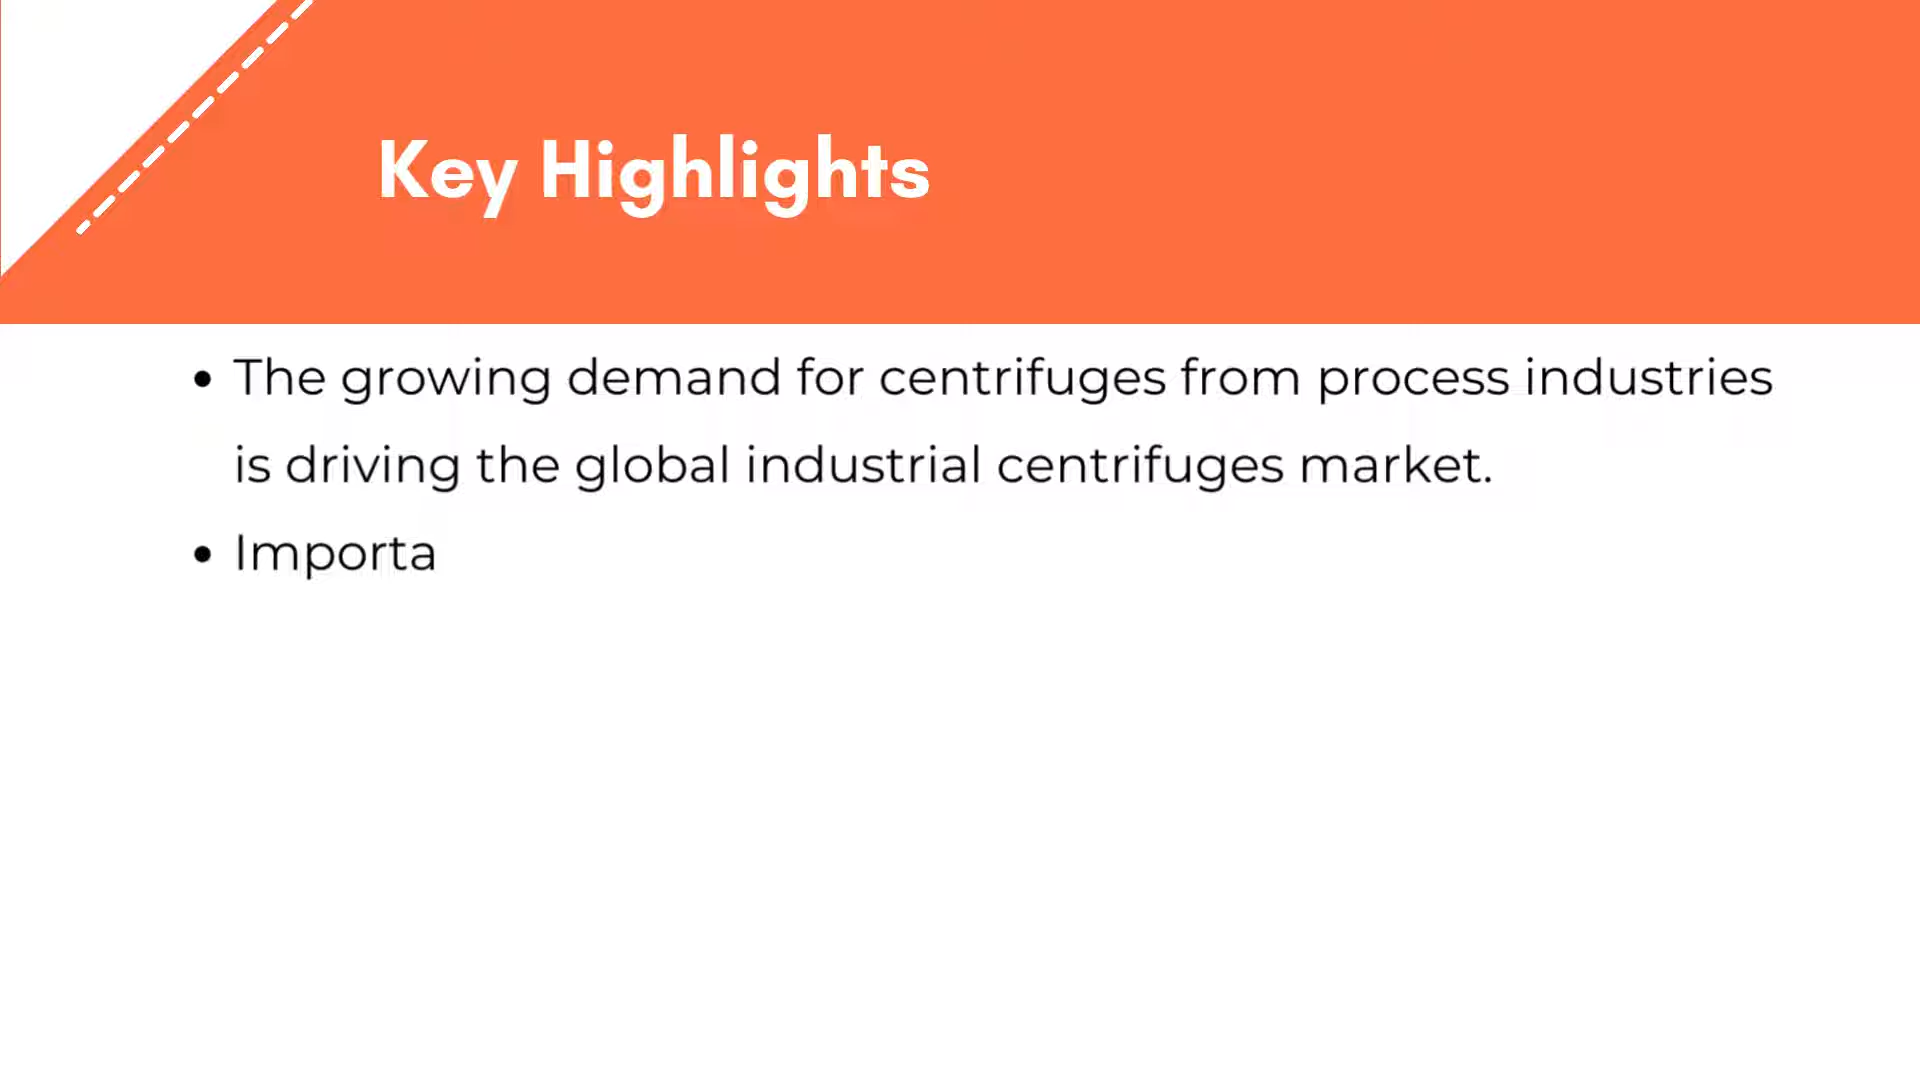 Key Highlights
• The growing demand for centrifuges from process industries
is driving the global industrial centrifuges market.
• Importa